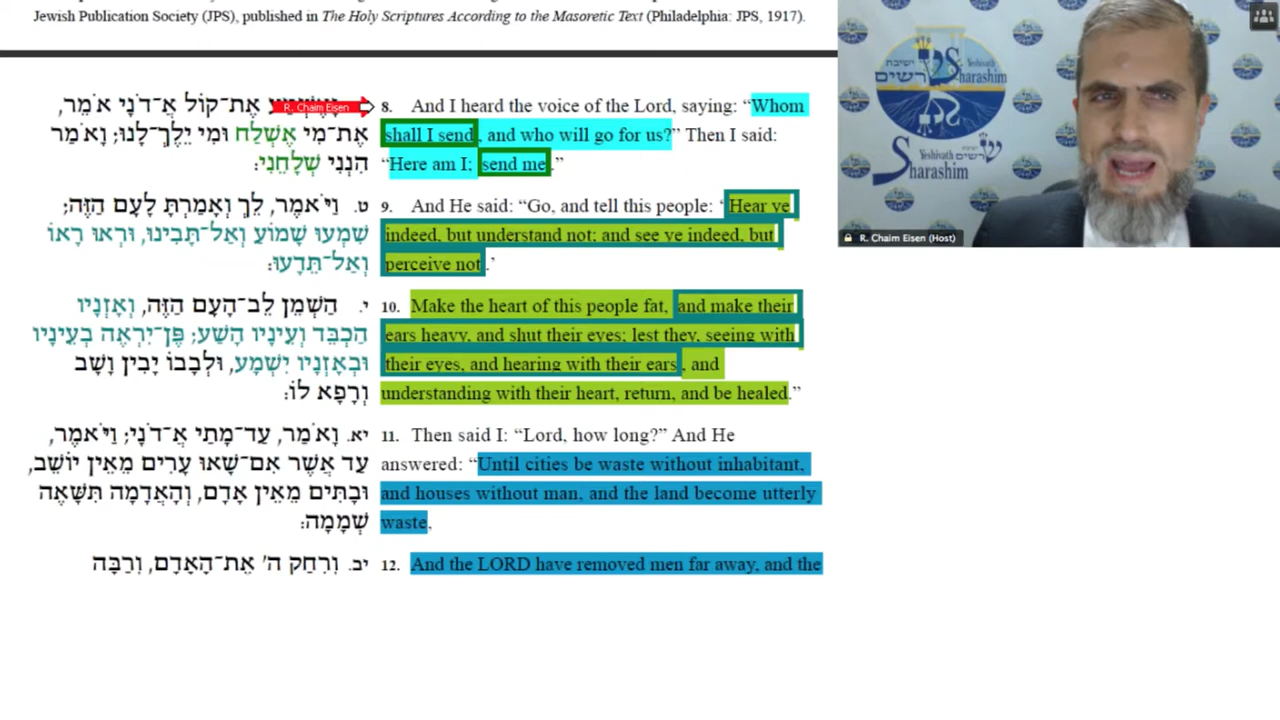 Jewish Publication Society (JPS), published in The Holy Scriptures According to the Masoretic Text (Philadelphia: JPS, 1917).
אֶת־קוֹל אֲ־דֹנָי אֹמֵר,
אֶת־מִי אֶשְׁלַח וּמִי יֵלֶךְ־לָנוּ; וָאֹמַר
הִנְנִי שְׁלָחֵנִי:
R. Chaim Eisen
8. And I heard the voice of the Lord, saying: “Whom
shall I send, and who will go for us?” Then I said:
“Here am I; send me.”
ט. וַיֹּאמֶר, לֵךְ וְאָמַרְתָּ לָעָם הַזֶּה;
שִׁמְעוּ שָׁמוֹעַ וְאַל־תָּבִינוּ, וּרְאוּ רָאוֹ
וְאַל־תֵּדָעוּ:
9. And He said: “Go, and tell this people: ‘Hear ye
indeed, but understand not; and see ye indeed, but
perceive not.’
י. הַשְׁמֵן לֵב־הָעָם הַזֶּה, וְאָזְנָיו
הַכְבֵּד וְעֵינָיו הָשַׁע; פֶּן־יִרְאֶה בְעֵינָיו
וּבְאָזְנָיו יִשְׁמָע, וּלְבָבוֹ יָבִין וָשָׁב
וְרָפָא לוֹ:
10. Make the heart of this people fat, and make their
ears heavy, and shut their eyes; lest they, seeing with
their eyes, and hearing with their ears, and
understanding with their heart, return, and be healed.”
יא. וָאֹמַר, עַד־מָתַי אֲ־דֹנָי; וַיֹּאמֶר,
עַד אֲשֶׁר אִם־שָׁאוּ עָרִים מֵאֵין יוֹשֵׁב,
וּבָתִּים מֵאֵין אָדָם, וְהָאֲדָמָה תִּשָּׁאֶה
שְׁמָמָה:
11. Then said I: “Lord, how long?” And He
answered: “Until cities be waste without inhabitant,
and houses without man, and the land become utterly
waste,
יב. וְרִחַק ה' אֶת־הָאָדָם, וְרַבָּה
12. And the LORD have removed men far away, and the
ישיבת שרשים
Sharashim
Yeshivath
ישיבת שרשים
Sharashim
R. Chaim Eisen (Host)